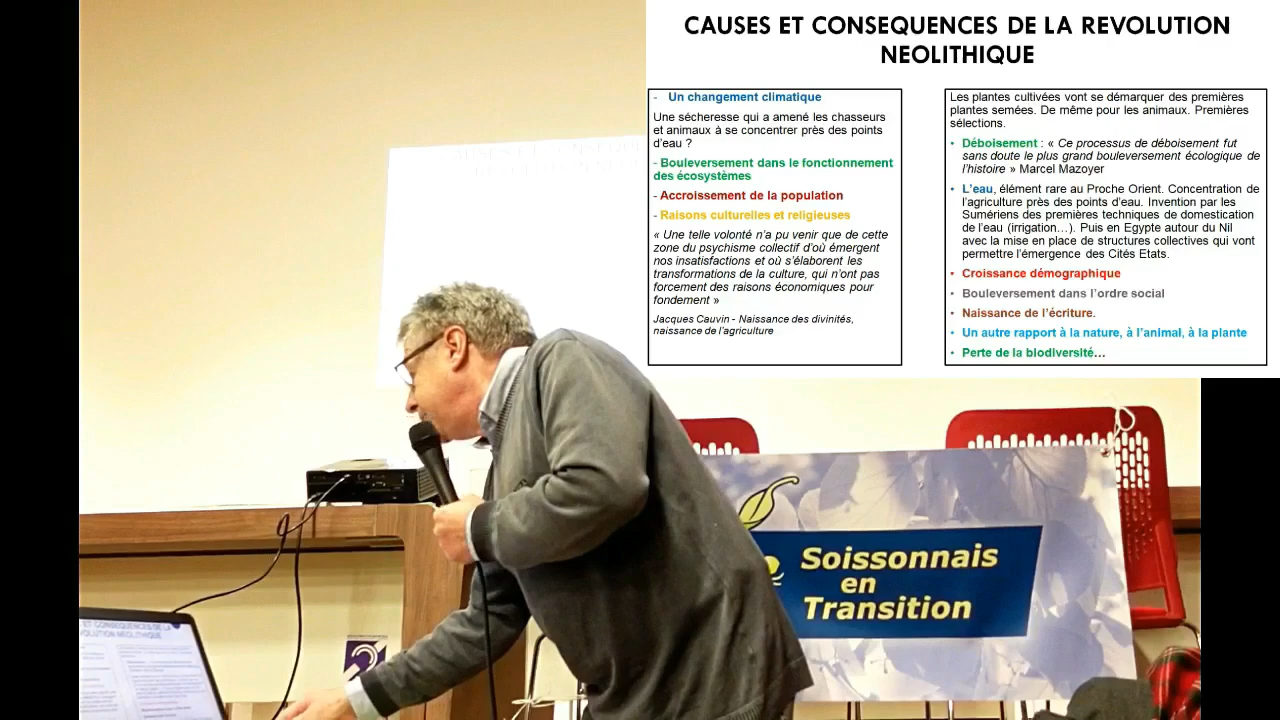 CAUSES ET CONSEQUENCES DE LA REVOLUTION
NEOLITHIQUE
- Un changement climatique
Une sécheresse qui a amené les chasseurs
et animaux à se concentrer près des points
d'eau ?
- Bouleversement dans le fonctionnement
des écosystèmes
- Accroissement de la population
- Raisons culturelles et religieuses
« Une telle volonté n'a pu venir que de cette
zone du psychisme collectif d'où émergent
nos insatisfactions et où s'élaborent les
transformations de la culture, qui n'ont pas
forcement des raisons économiques pour
fondement »
Jacques Cauvin - Naissance des divinités,
naissance de l'agriculture
Les plantes cultivées vont se démarquer des premières
plantes semées. De même pour les animaux. Premières
sélections.
• Déboisement : « Ce processus de déboisement fut
sans doute le plus grand bouleversement écologique de
l'histoire » Marcel Mazoyer
• L'eau, élément rare au Proche Orient. Concentration de
l'agriculture près des points d'eau. Invention par les
Sumériens des premières techniques de domestication
de l'eau (irrigation…). Puis en Egypte autour du Nil
avec la mise en place de structures collectives qui vont
permettre l'émergence des Cités Etats.
• Croissance démographique
• Bouleversement dans l'ordre social
• Naissance de l'écriture.
• Un autre rapport à la nature, à l'animal, à la plante
• Perte de la biodiversité…
Soissonnais
en
Transition
ET CONSEQUENCES DE LA
NEOLITHIQUE